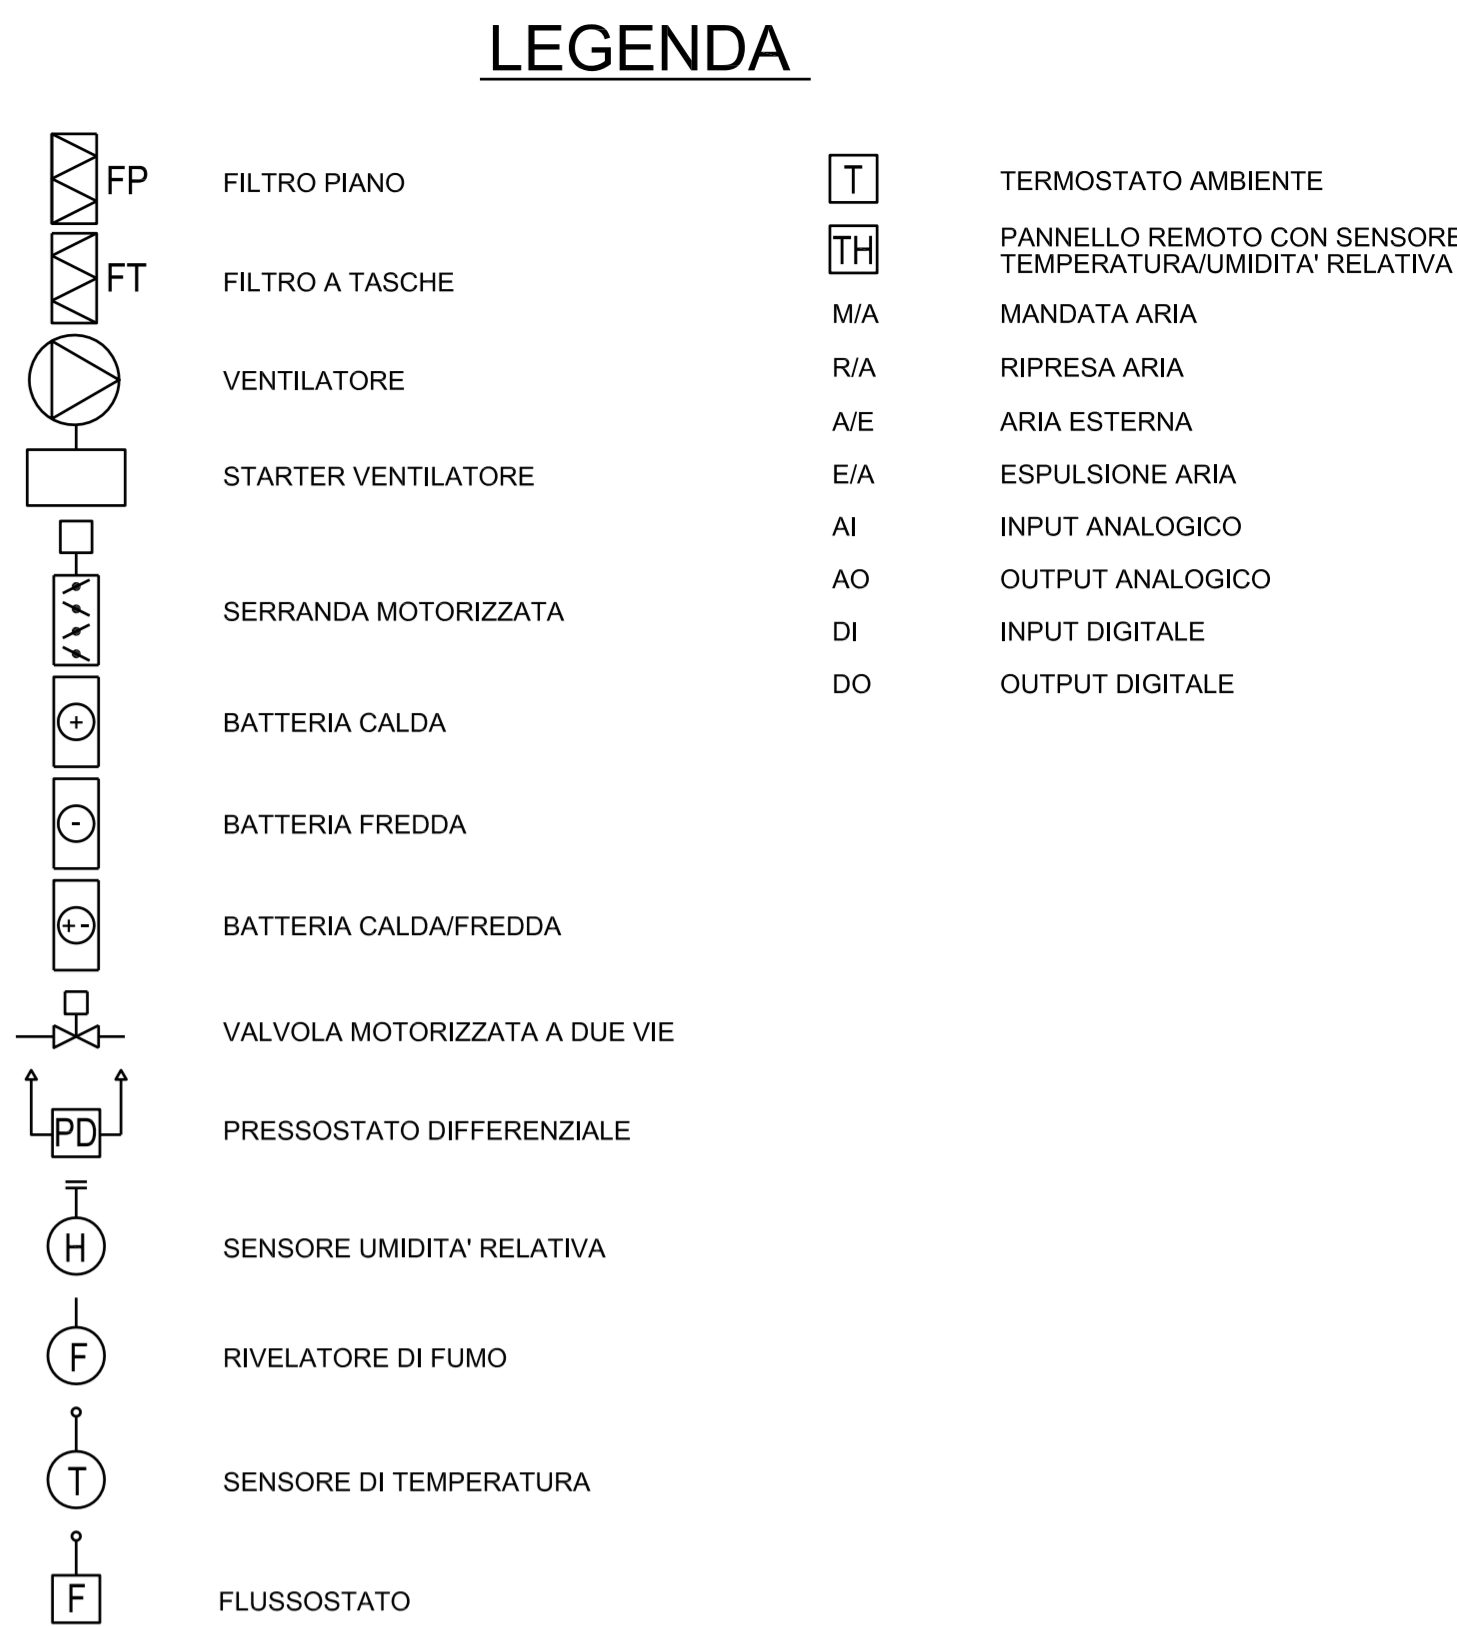 LEGENDA
FP FILTRO PIANO
FT FILTRO A TASCHE
VENTILATORE
STARTER VENTILATORE
SERRANDA MOTORIZZATA
+ BATTERIA CALDA
- BATTERIA FREDDA
+- BATTERIA CALDA/FREDDA
VALVOLA MOTORIZZATA A DUE VIE
PD PRESSOSTATO DIFFERENZIALE
H SENSORE UMIDITA' RELATIVA
F RIVELATORE DI FUMO
T SENSORE DI TEMPERATURA
F FLUSSOSTATO
T TERMOSTATO AMBIENTE
TH PANNELLO REMOTO CON SENSORE
TEMPERATURA/UMIDITA' RELATIVA
M/A MANDATA ARIA
R/A RIPRESA ARIA
A/E ARIA ESTERNA
E/A ESPULSIONE ARIA
AI INPUT ANALOGICO
AO OUTPUT ANALOGICO
DI INPUT DIGITALE
DO OUTPUT DIGITALE